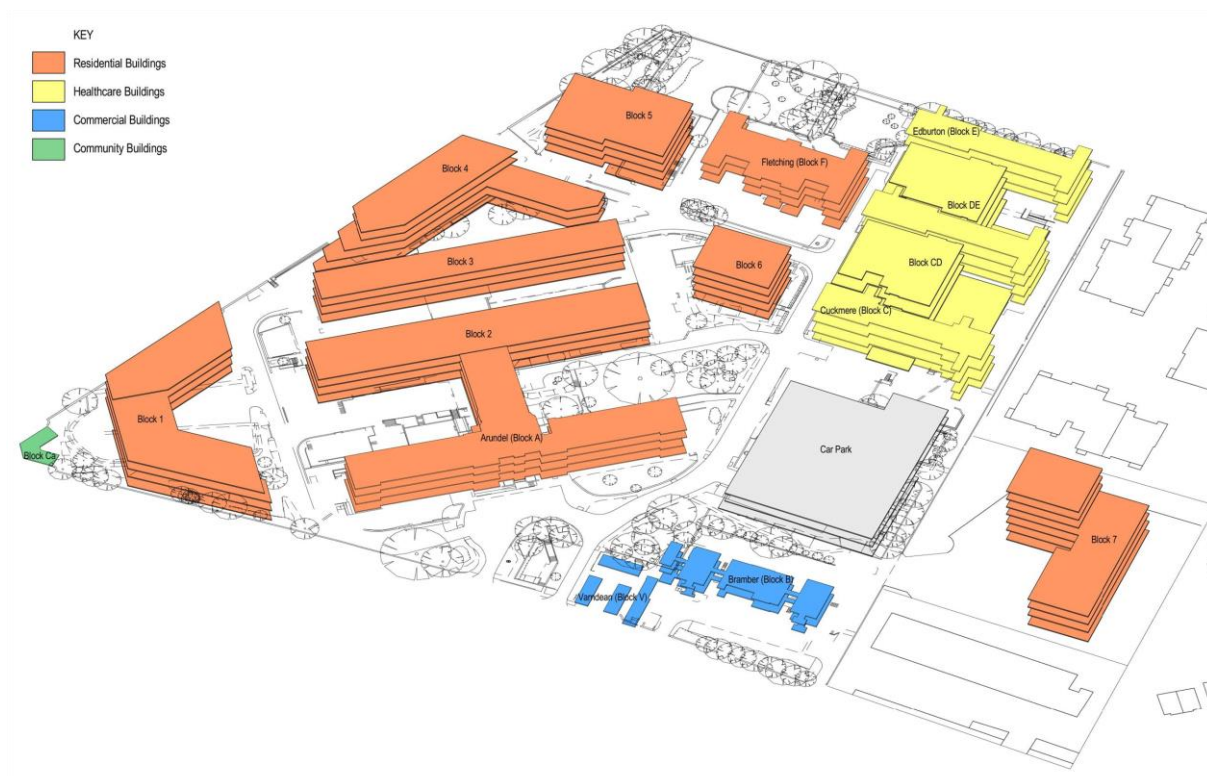 KEY
Residential Buildings
Healthcare Buildings
Commercial Buildings
Community Buildings
Block 5
Edburton (Block E)
Block 4
Fletching (Block F)
Block DE
Block 3
Block 6
Block CD
Cuckmere (Block C)
Block 2
Block 1
Arundel (Block A)
Block Ca
Car Park
Block 7
Bramber (Block B)
Varndean (Block V)